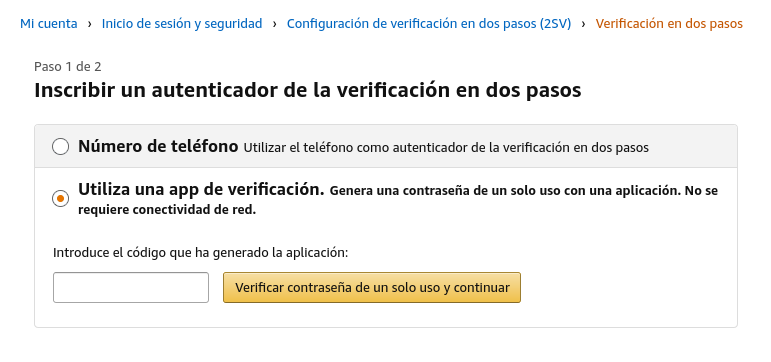 Mi cuenta › Inicio de sesión y seguridad › Configuración de verificación en dos pasos (2SV) › Verificación en dos pasos
Paso 1 de 2
Inscribir un autenticador de la verificación en dos pasos
Número de teléfono Utilizar el teléfono como autenticador de la verificación en dos pasos
Utiliza una app de verificación. Genera una contraseña de un solo uso con una aplicación. No se
requiere conectividad de red.
Introduce el código que ha generado la aplicación:
Verificar contraseña de un solo uso y continuar